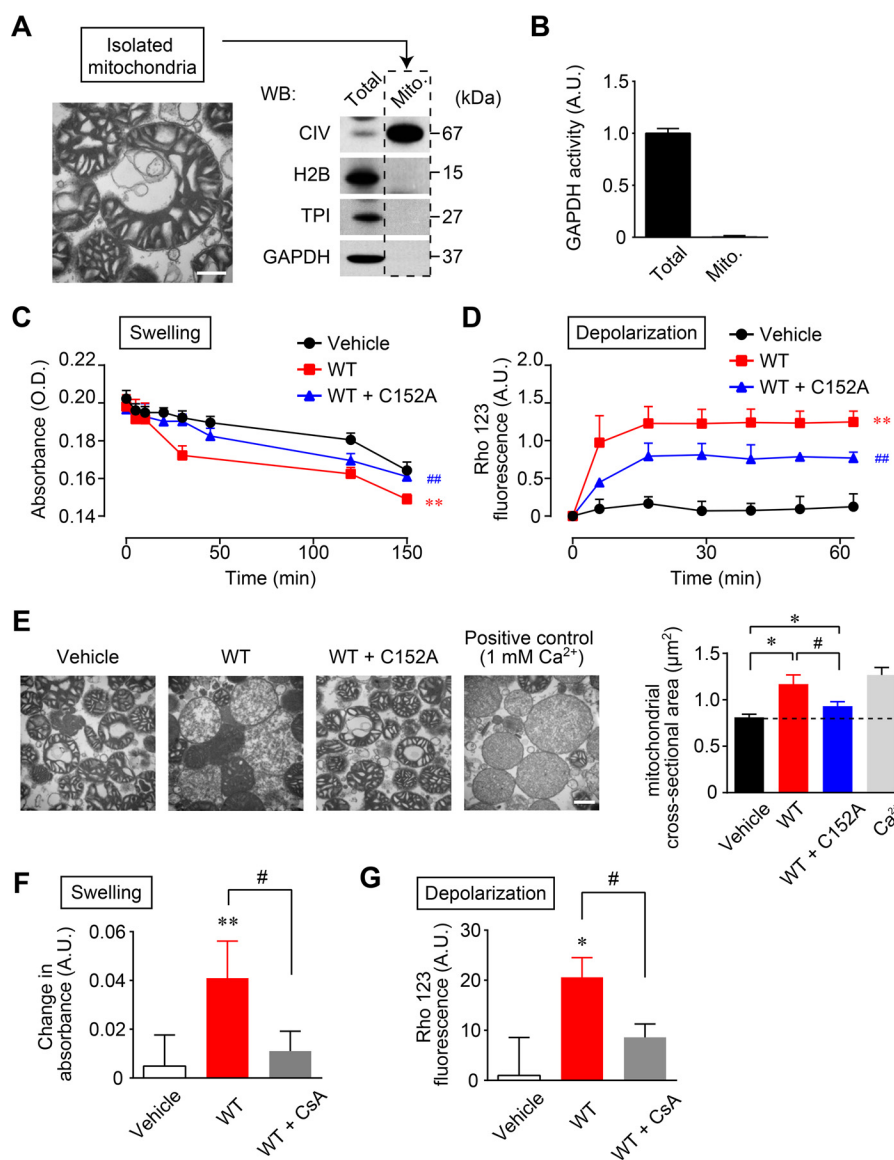 A
Isolated
mitochondria
WB:
Total
Mito.
(kDa)
CIV
67
H2B
15
TPI
27
GAPDH
37
B
GAPDH activity (A.U.)
1.5
1.0
0.5
0
Total
Mito.
C
Swelling
Vehicle
WT
WT + C152A
Absorbance (O.D.)
0.22
0.20
0.18
0.16
0.14
##
**
0
50
100
150
Time (min)
D
Depolarization
Vehicle
WT
WT + C152A
Rho 123
fluorescence (A.U.)
2.0
1.5
1.0
0.5
0
**
##
0
30
60
Time (min)
E
Vehicle
WT
WT + C152A
Positive control
(1 mM Ca²⁺)
mitochondrial
cross-sectional area (μm²)
1.5
1.0
0.5
0
*
*
#
Vehicle
WT
WT + C152A
F
Swelling
Change in
absorbance (A.U.)
0.06
0.04
0.02
0
**
#
Vehicle
WT
WT + CsA
G
Depolarization
Rho 123
fluorescence (A.U.)
30
20
10
0
*
#
Vehicle
WT
WT + CsA